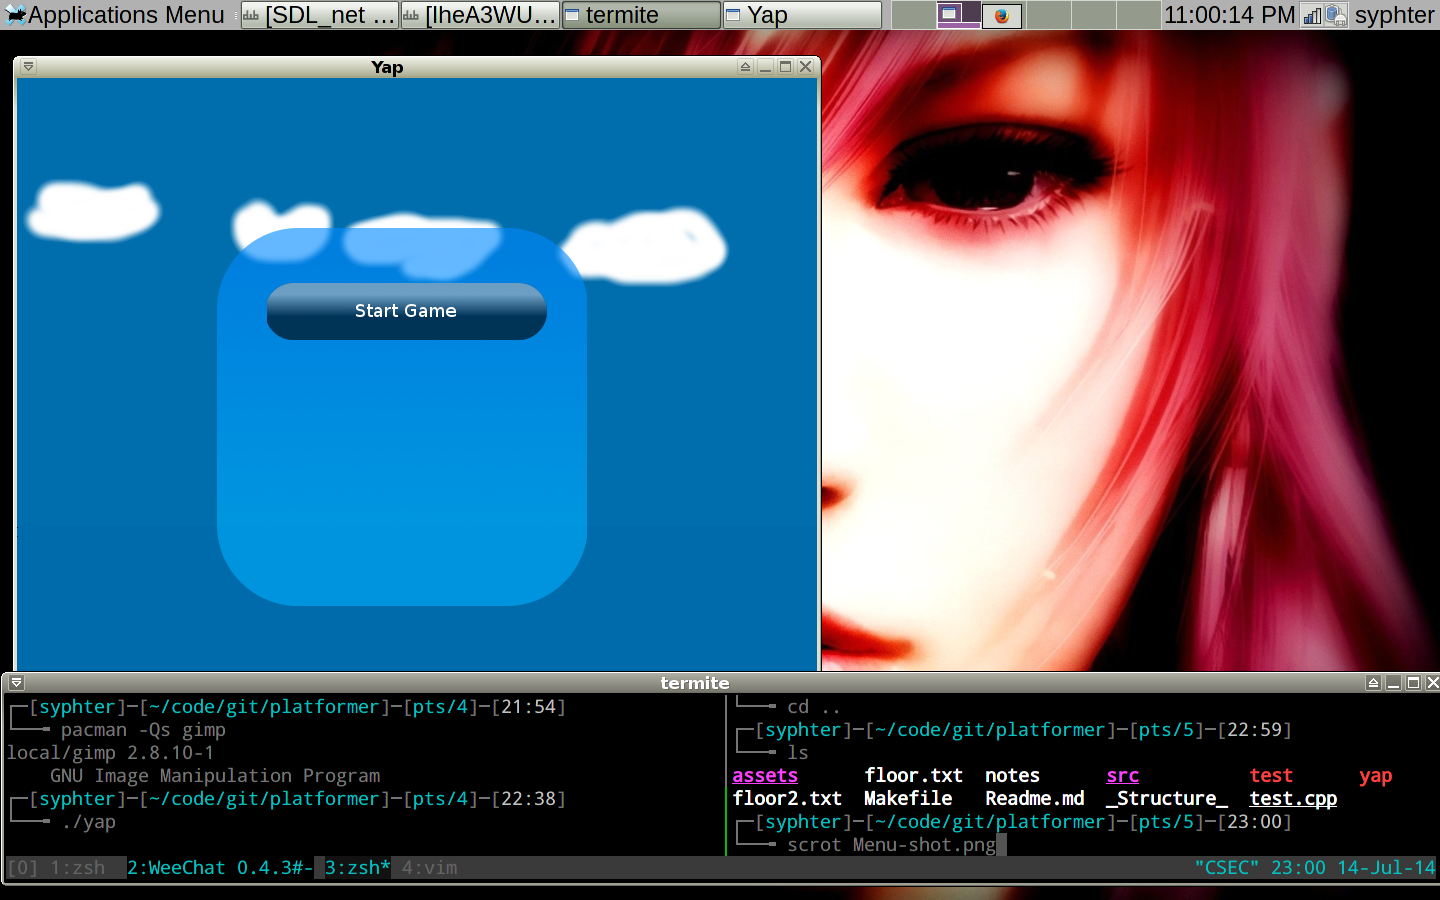 Applications Menu [SDL_net ... [IheA3WU... termite Yap 11:00:14 PM syphter
Yap
Start Game
termite
┌─[syphter]─[~/code/git/platformer]─[pts/4]─[21:54]
└──╼ pacman -Qs gimp
local/gimp 2.8.10-1
    GNU Image Manipulation Program
┌─[syphter]─[~/code/git/platformer]─[pts/4]─[22:38]
└──╼ ./yap
└──╼ cd ..
┌─[syphter]─[~/code/git/platformer]─[pts/5]─[22:59]
└──╼ ls
assets      floor.txt  notes      src          test      yap
floor2.txt  Makefile   Readme.md  _Structure_  test.cpp
┌─[syphter]─[~/code/git/platformer]─[pts/5]─[23:00]
└──╼ scrot Menu-shot.png
[0] 1:zsh  2:WeeChat 0.4.3#- 3:zsh* 4:vim "CSEC" 23:00 14-Jul-14